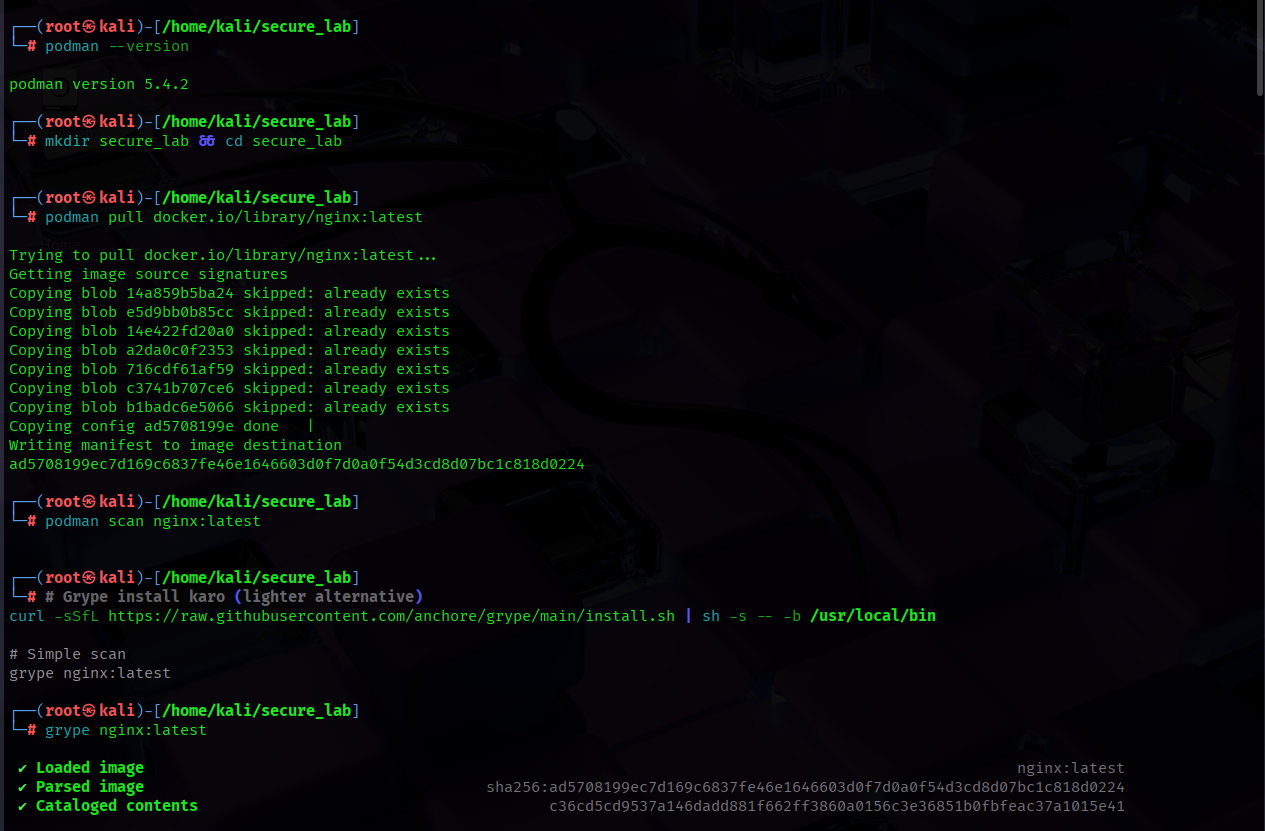 ┌──(root㉿kali)-[/home/kali/secure_lab]
└─# podman --version
podman version 5.4.2
┌──(root㉿kali)-[/home/kali/secure_lab]
└─# mkdir secure_lab && cd secure_lab
┌──(root㉿kali)-[/home/kali/secure_lab]
└─# podman pull docker.io/library/nginx:latest
Trying to pull docker.io/library/nginx:latest...
Getting image source signatures
Copying blob 14a859b5ba24 skipped: already exists
Copying blob e5d9bb0b85cc skipped: already exists
Copying blob 14e422fd20a0 skipped: already exists
Copying blob a2da0c0f2353 skipped: already exists
Copying blob 716cdf61af59 skipped: already exists
Copying blob c3741b707ce6 skipped: already exists
Copying blob b1badc6e5066 skipped: already exists
Copying config ad5708199e done   |
Writing manifest to image destination
ad5708199ec7d169c6837fe46e1646603d0f7d0a0f54d3cd8d07bc1c818d0224
┌──(root㉿kali)-[/home/kali/secure_lab]
└─# podman scan nginx:latest
┌──(root㉿kali)-[/home/kali/secure_lab]
└─# # Grype install karo (lighter alternative)
curl -sSfL https://raw.githubusercontent.com/anchore/grype/main/install.sh | sh -s -- -b /usr/local/bin
# Simple scan
grype nginx:latest
┌──(root㉿kali)-[/home/kali/secure_lab]
└─# grype nginx:latest
✔ Loaded image nginx:latest
✔ Parsed image sha256:ad5708199ec7d169c6837fe46e1646603d0f7d0a0f54d3cd8d07bc1c818d0224
✔ Cataloged contents c36cd5cd9537a146dadd881f662ff3860a0156c3e36851b0fbfeac37a1015e41